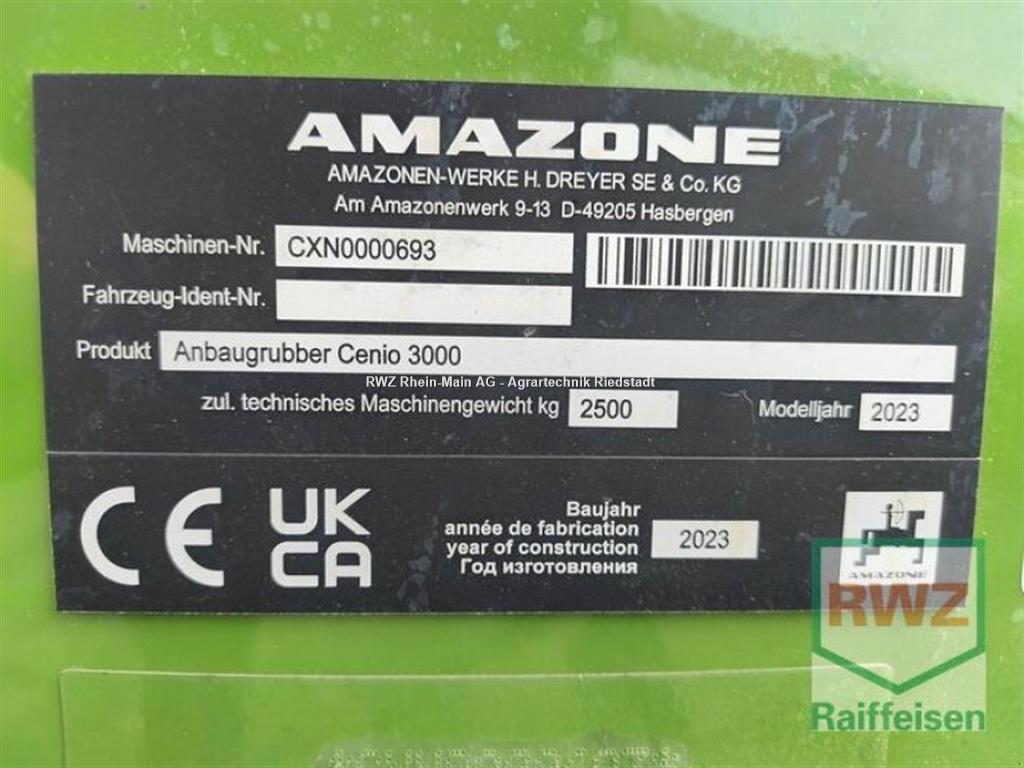 AMAZONE
AMAZONEN-WERKE H. DREYER SE & Co. KG
Am Amazonenwerk 9-13 D-49205 Hasbergen
Maschinen-Nr. CXN0000693
Fahrzeug-Ident-Nr.
Produkt Anbaugrubber Cenio 3000
RWZ Rhein-Main AG - Agrartechnik Riedstadt
zul. technisches Maschinengewicht kg 2500 Modelljahr 2023
CE UK CA
Baujahr
année de fabrication
year of construction 2023
Год изготовления
AMAZONE
RWZ
Raiffeisen